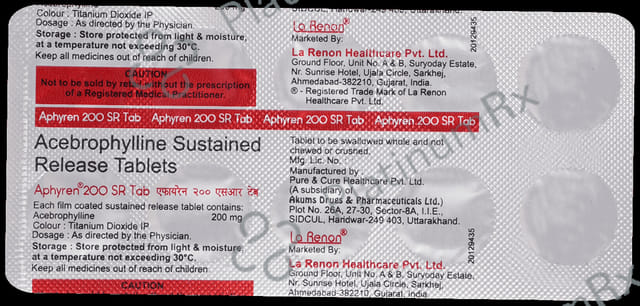 Colour : Titanium Dioxide IP
Dosage : As directed by the Physician.
Storage : Store protected from light & moisture,
at a temperature not exceeding 30°C.
Keep all medicines out of reach of children.
CAUTION
Not to be sold by retail without the prescription
of a Registered Medical Practitioner.
La Renon®
Marketed By:
La Renon Healthcare Pvt. Ltd.
Ground Floor, Unit No. A & B, Suryoday Estate,
Nr. Sunrise Hotel, Ujala Circle, Sarkhej,
Ahmedabad-382210, Gujarat, India.
® - Registered Trade Mark of La Renon
Healthcare Pvt. Ltd.
20129435
Aphyren 200 SR Tab Aphyren 200 SR Tab Aphyren 200 SR Tab Aphyren 200 SR Tab
Acebrophylline Sustained
Release Tablets
Aphyren® 200 SR Tab एफायरेन २०० एसआर टॅब
Each film coated sustained release tablet contains:
Acebrophylline 200 mg
Colour : Titanium Dioxide IP
Dosage : As directed by the Physician.
Storage : Store protected from light & moisture,
at a temperature not exceeding 30°C.
Keep all medicines out of reach of children.
CAUTION
Tablet to be swallowed whole and not
chewed or crushed.
Mfg. Lic. No. :
Manufactured by :
Pure & Cure Healthcare Pvt. Ltd.
(A subsidiary of
Akums Drugs & Pharmaceuticals Ltd.)
Plot No. 26A, 27-30, Sector-8A, I.I.E.,
SIDCUL, Haridwar-249 403, Uttarakhand.
La Renon®
Marketed By:
La Renon Healthcare Pvt. Ltd.
Ground Floor, Unit No. A & B, Suryoday Estate,
Nr. Sunrise Hotel, Ujala Circle, Sarkhej,
Ahmedabad-382210, Gujarat, India.
20129435
Platinum Rx